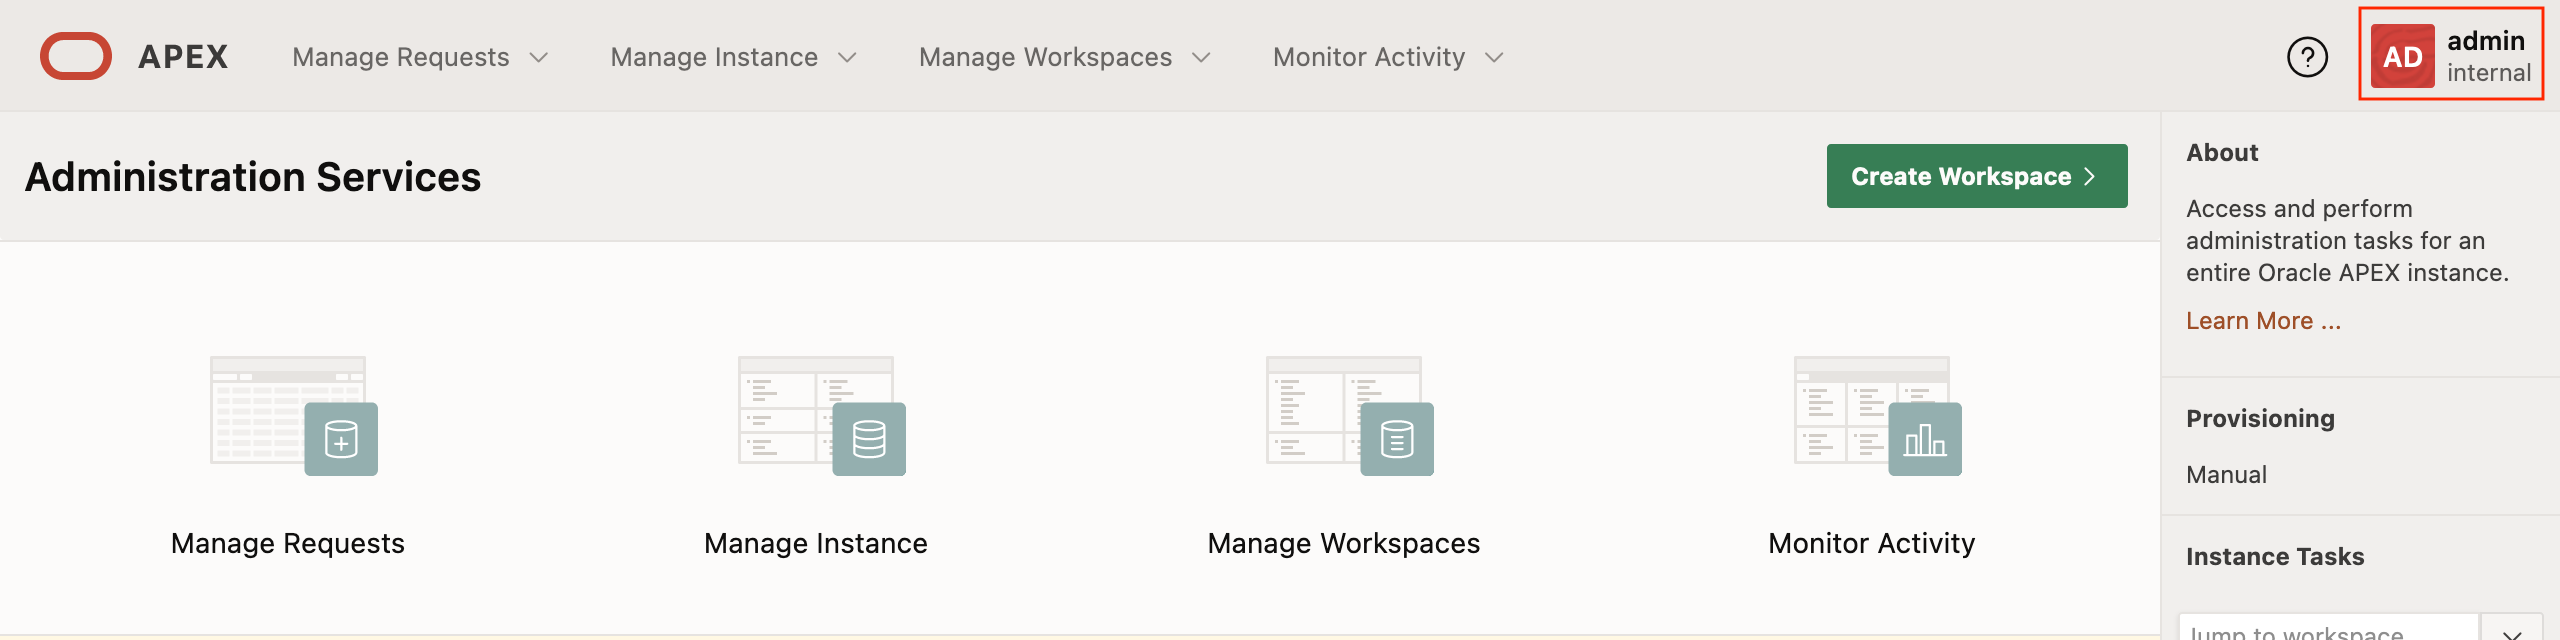 APEX Manage Requests Manage Instance Manage Workspaces Monitor Activity ? AD admin
internal
Administration Services
Create Workspace
About
Access and perform
administration tasks for an
entire Oracle APEX instance.
Learn More ...
Manage Requests
Manage Instance
Manage Workspaces
Monitor Activity
Provisioning
Manual
Instance Tasks
Jump to workspace